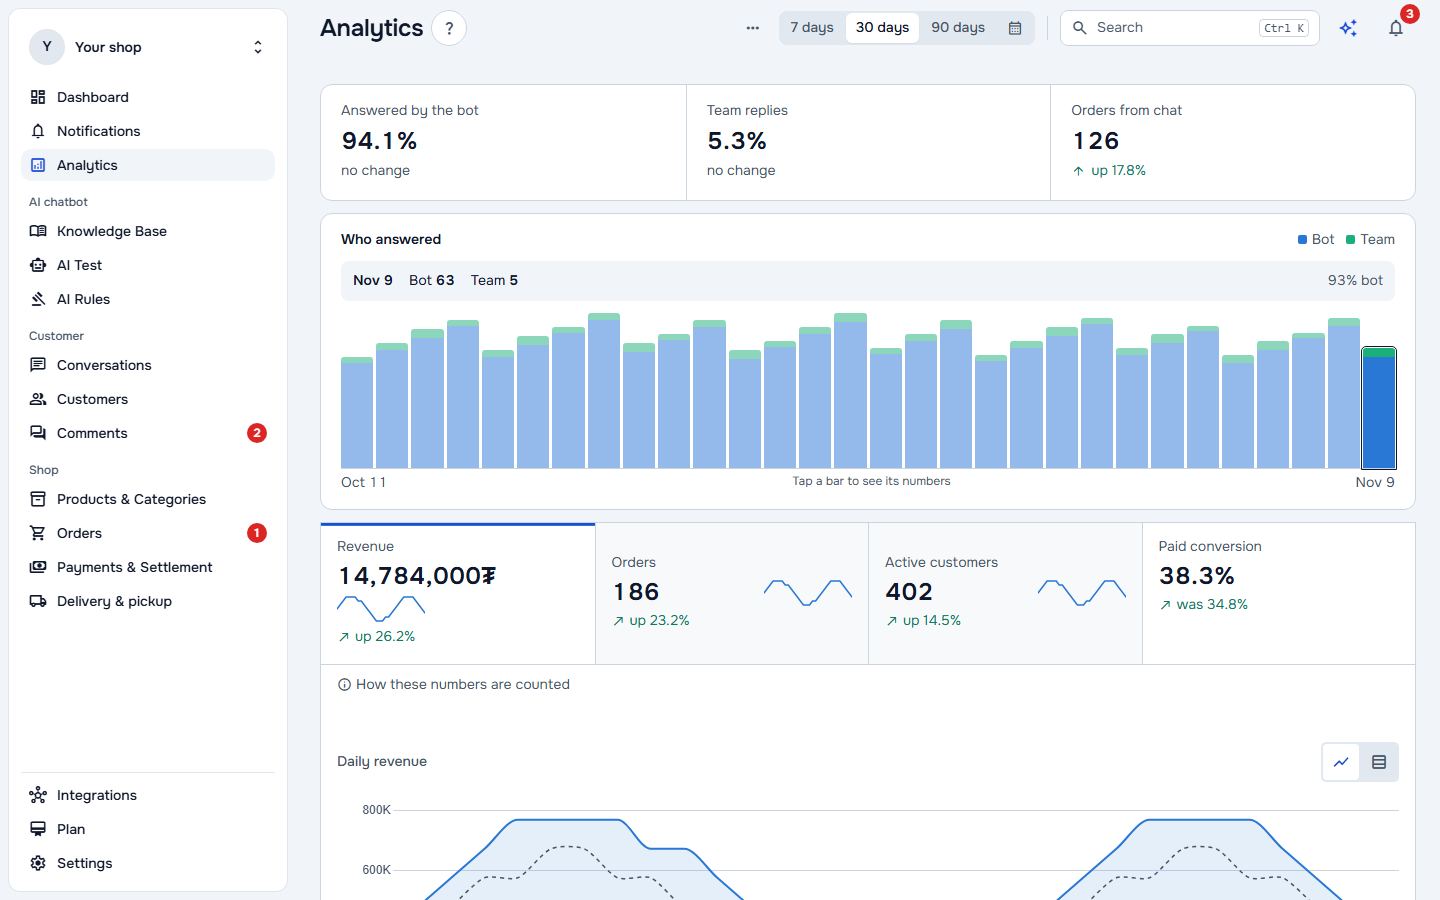 Y Your shop
Dashboard
Notifications
Analytics
AI chatbot
Knowledge Base
AI Test
AI Rules
Customer
Conversations
Customers
Comments 2
Shop
Products & Categories
Orders 1
Payments & Settlement
Delivery & pickup
Integrations
Plan
Settings
Analytics ?
7 days 30 days 90 days
Search Ctrl K
3
Answered by the bot
94.1%
no change
Team replies
5.3%
no change
Orders from chat
126
up 17.8%
Who answered
Bot Team
Nov 9 Bot 63 Team 5 93% bot
Oct 11 Tap a bar to see its numbers Nov 9
Revenue
14,784,000₮
up 26.2%
Orders
186
up 23.2%
Active customers
402
up 14.5%
Paid conversion
38.3%
was 34.8%
How these numbers are counted
Daily revenue
800K
600K